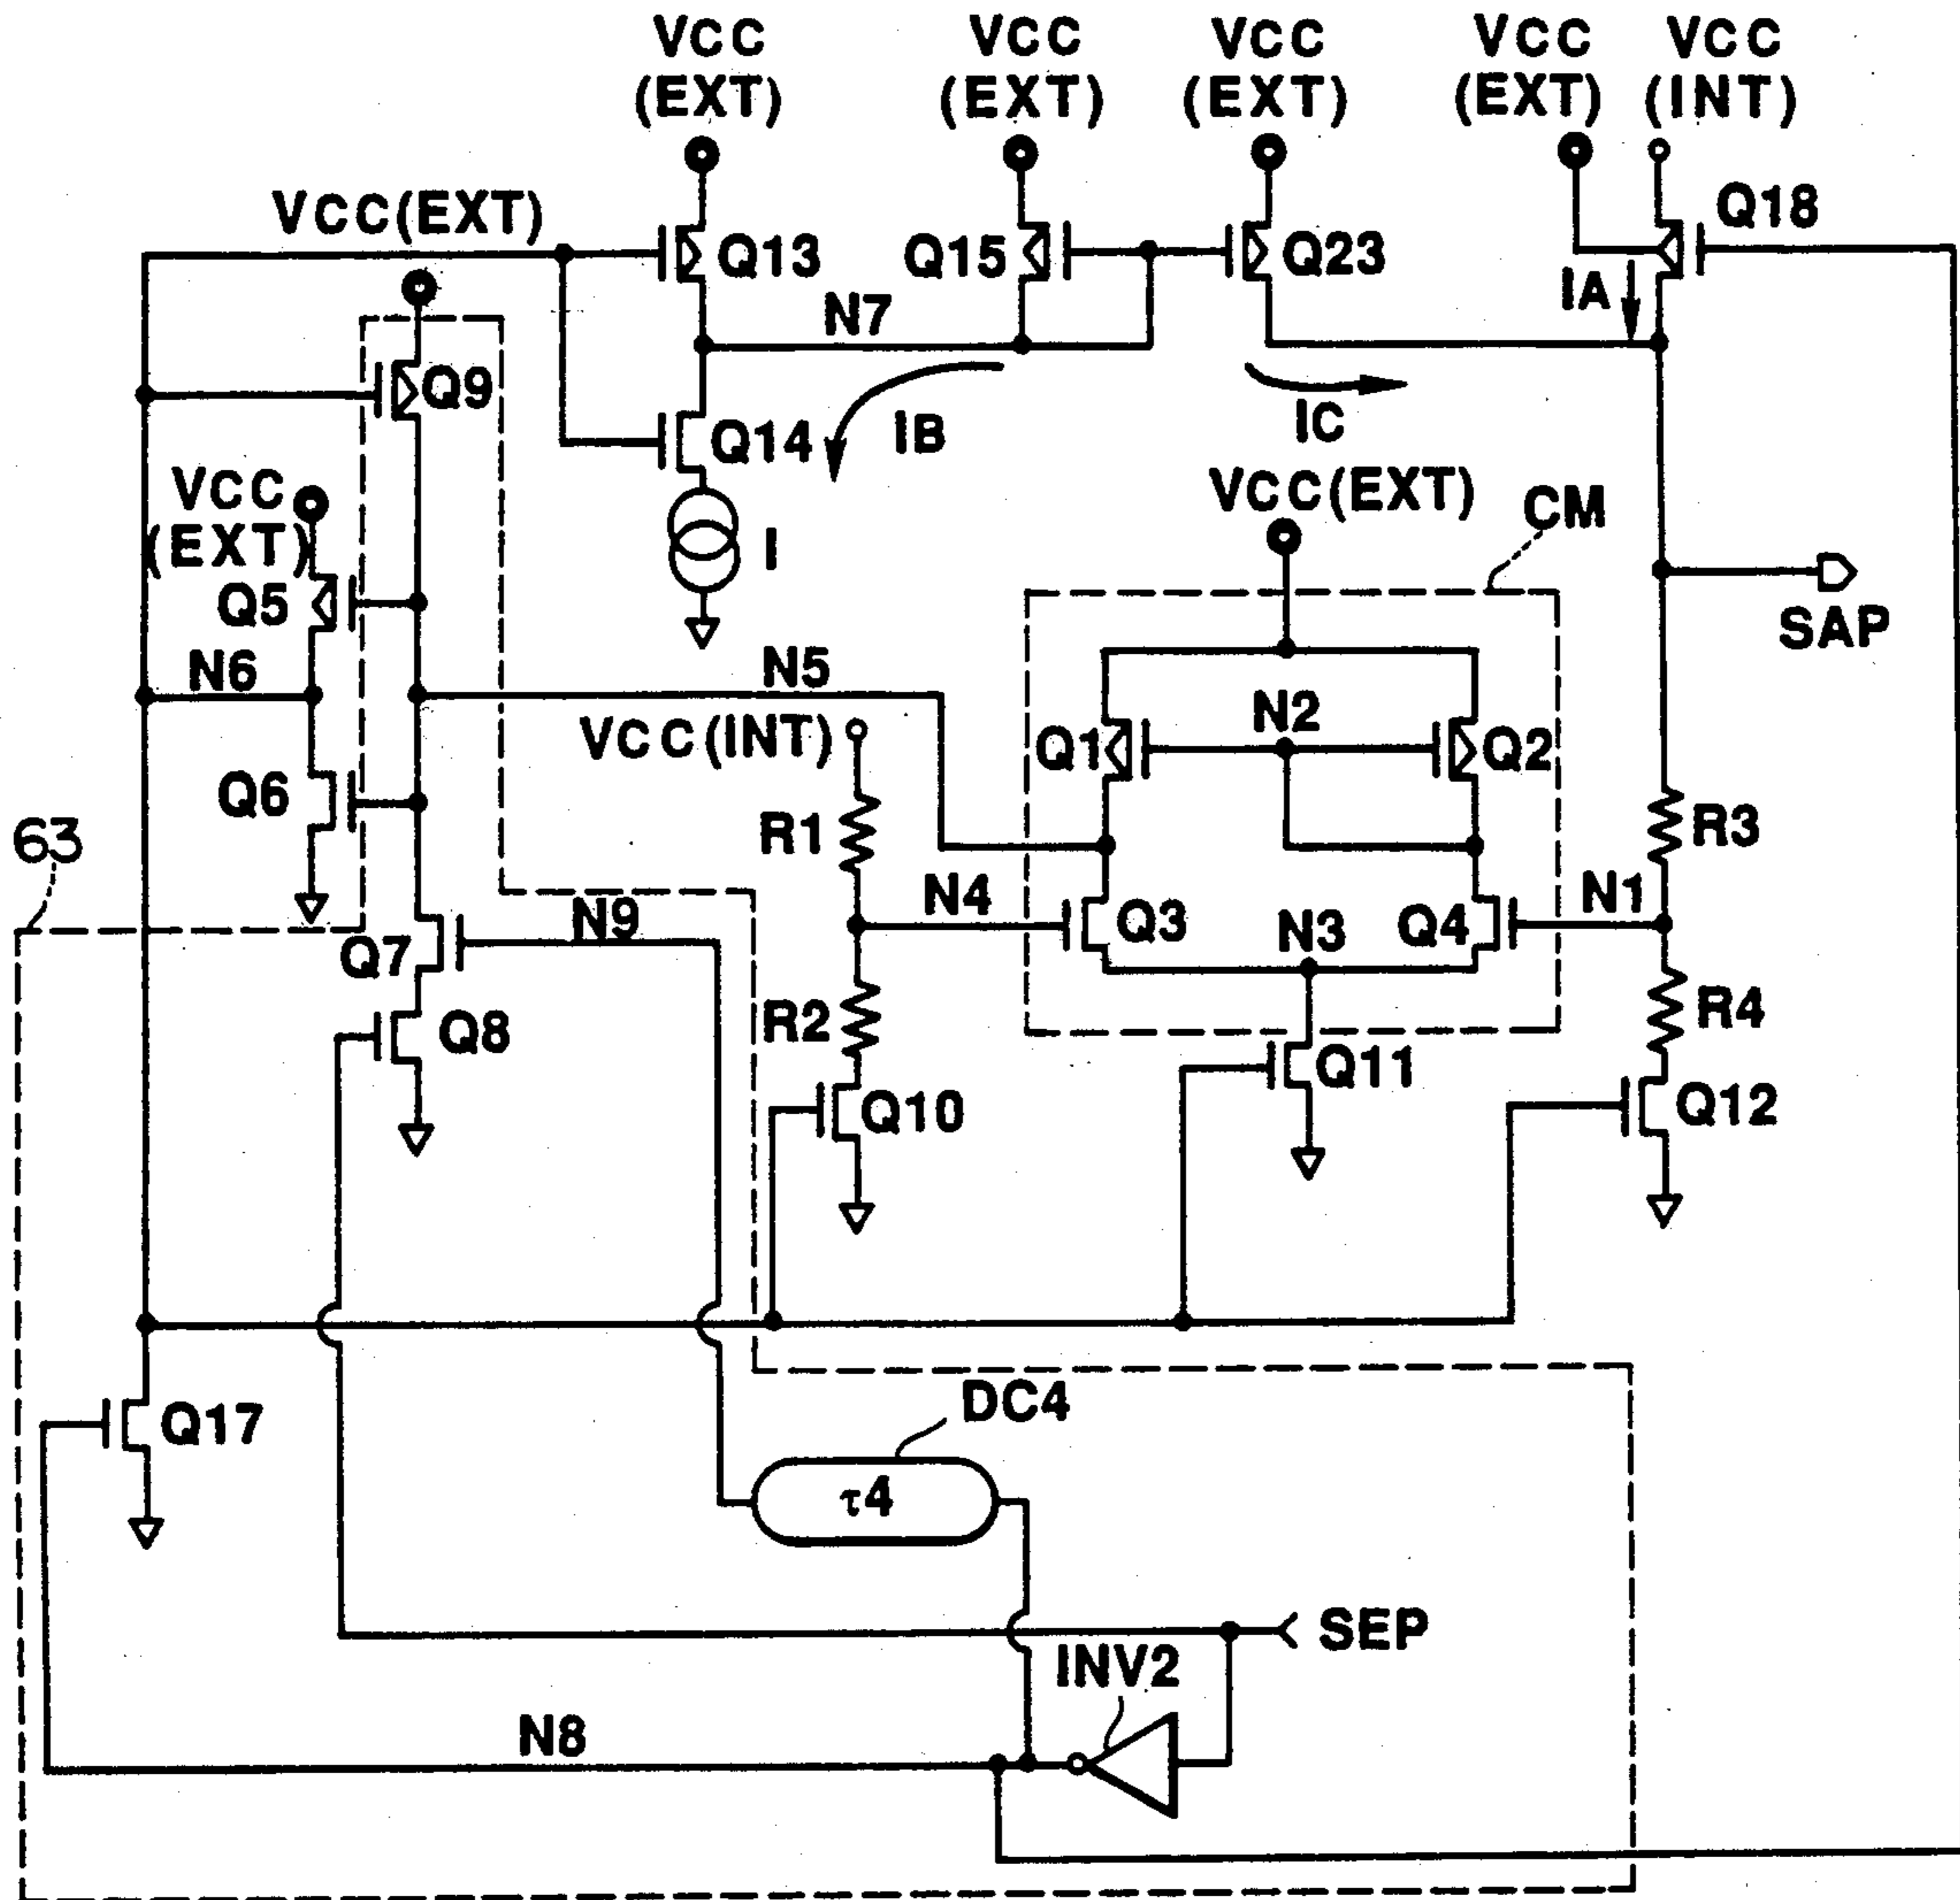 VCC (EXT)
VCC (EXT)
VCC (EXT)
VCC (EXT)
VCC (INT)
VCC(EXT)
Q13
Q15
Q23
Q18
IA
N7
Q9
Q14
IB
IC
VCC (EXT)
I
VCC(EXT)
CM
Q5
SAP
N6
N5
VCC(INT)
Q1
N2
Q2
Q6
R1
R3
63
N4
Q3
N3
Q4
N1
N9
Q7
R2
R4
Q8
Q10
Q11
Q12
DC4
Q17
τ4
SEP
INV2
N8